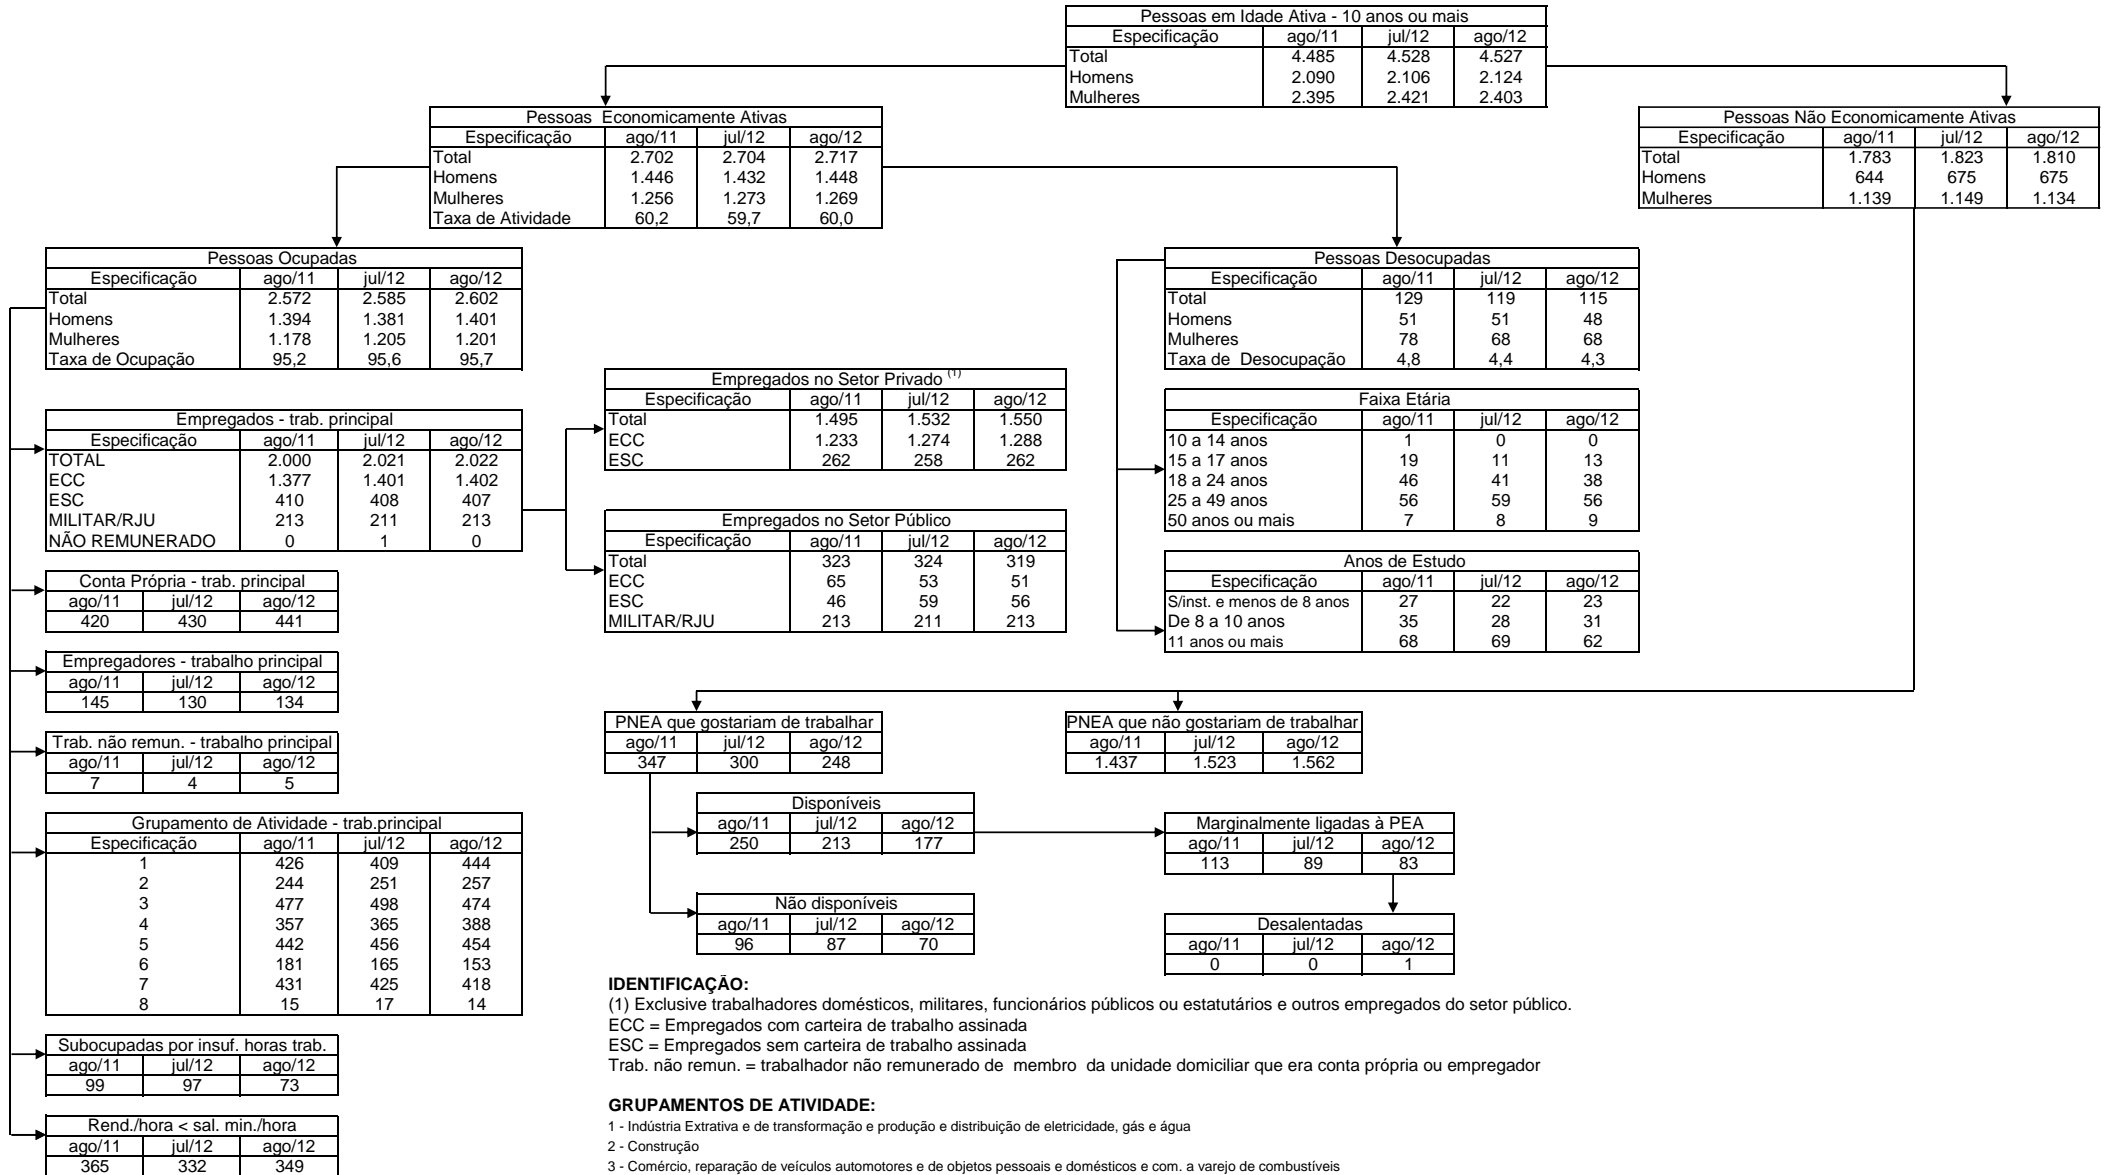 Pessoas em Idade Ativa - 10 anos ou mais
Especificação ago/11 jul/12 ago/12
Total 4.485 4.528 4.527
Homens 2.090 2.106 2.124
Mulheres 2.395 2.421 2.403
Pessoas Economicamente Ativas
Especificação ago/11 jul/12 ago/12
Total 2.702 2.704 2.717
Homens 1.446 1.432 1.448
Mulheres 1.256 1.273 1.269
Taxa de Atividade 60,2 59,7 60,0
Pessoas Não Economicamente Ativas
Especificação ago/11 jul/12 ago/12
Total 1.783 1.823 1.810
Homens 644 675 675
Mulheres 1.139 1.149 1.134
Pessoas Ocupadas
Especificação ago/11 jul/12 ago/12
Total 2.572 2.585 2.602
Homens 1.394 1.381 1.401
Mulheres 1.178 1.205 1.201
Taxa de Ocupação 95,2 95,6 95,7
Pessoas Desocupadas
Especificação ago/11 jul/12 ago/12
Total 129 119 115
Homens 51 51 48
Mulheres 78 68 68
Taxa de Desocupação 4,8 4,4 4,3
Empregados - trab. principal
Especificação ago/11 jul/12 ago/12
TOTAL 2.000 2.021 2.022
ECC 1.377 1.401 1.402
ESC 410 408 407
MILITAR/RJU 213 211 213
NÃO REMUNERADO 0 1 0
Empregados no Setor Privado (1)
Especificação ago/11 jul/12 ago/12
Total 1.495 1.532 1.550
ECC 1.233 1.274 1.288
ESC 262 258 262
Empregados no Setor Público
Especificação ago/11 jul/12 ago/12
Total 323 324 319
ECC 65 53 51
ESC 46 59 56
MILITAR/RJU 213 211 213
Faixa Etária
Especificação ago/11 jul/12 ago/12
10 a 14 anos 1 0 0
15 a 17 anos 19 11 13
18 a 24 anos 46 41 38
25 a 49 anos 56 59 56
50 anos ou mais 7 8 9
Anos de Estudo
Especificação ago/11 jul/12 ago/12
S/inst. e menos de 8 anos 27 22 23
De 8 a 10 anos 35 28 31
11 anos ou mais 68 69 62
Conta Própria - trab. principal
ago/11 jul/12 ago/12
420 430 441
Empregadores - trabalho principal
ago/11 jul/12 ago/12
145 130 134
Trab. não remun. - trabalho principal
ago/11 jul/12 ago/12
7 4 5
Grupamento de Atividade - trab.principal
Especificação ago/11 jul/12 ago/12
1 426 409 444
2 244 251 257
3 477 498 474
4 357 365 388
5 442 456 454
6 181 165 153
7 431 425 418
8 15 17 14
Subocupadas por insuf. horas trab.
ago/11 jul/12 ago/12
99 97 73
Rend./hora < sal. min./hora
ago/11 jul/12 ago/12
365 332 349
PNEA que gostariam de trabalhar
ago/11 jul/12 ago/12
347 300 248
PNEA que não gostariam de trabalhar
ago/11 jul/12 ago/12
1.437 1.523 1.562
Disponíveis
ago/11 jul/12 ago/12
250 213 177
Marginalmente ligadas à PEA
ago/11 jul/12 ago/12
113 89 83
Não disponíveis
ago/11 jul/12 ago/12
96 87 70
Desalentadas
ago/11 jul/12 ago/12
0 0 1
IDENTIFICAÇÃO:
(1) Exclusive trabalhadores domésticos, militares, funcionários públicos ou estatutários e outros empregados do setor público.
ECC = Empregados com carteira de trabalho assinada
ESC = Empregados sem carteira de trabalho assinada
Trab. não remun. = trabalhador não remunerado de membro da unidade domiciliar que era conta própria ou empregador
GRUPAMENTOS DE ATIVIDADE:
1 - Indústria Extrativa e de transformação e produção e distribuição de eletricidade, gás e água
2 - Construção
3 - Comércio, reparação de veículos automotores e de objetos pessoais e domésticos e com. a varejo de combustíveis